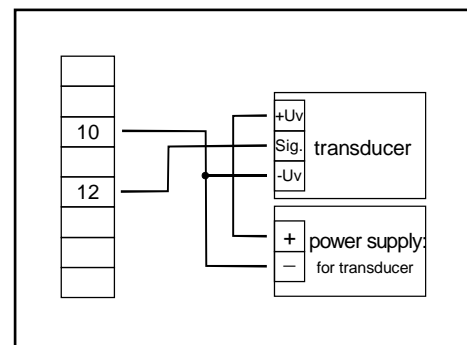 10
12
+Uv
Sig.
-Uv
transducer
+
−
power supply:
for transducer